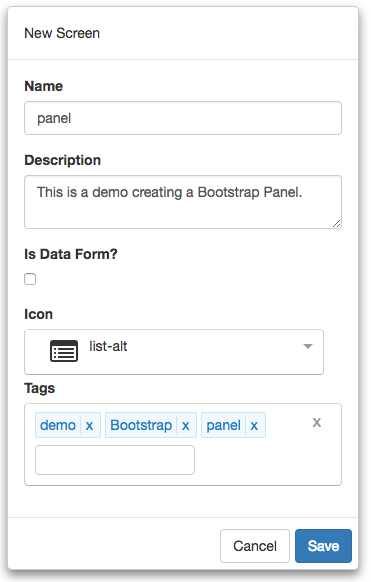 New Screen
Name
panel
Description
This is a demo creating a Bootstrap Panel.
Is Data Form?
Icon
list-alt
Tags
demo x Bootstrap x panel x x
Cancel Save